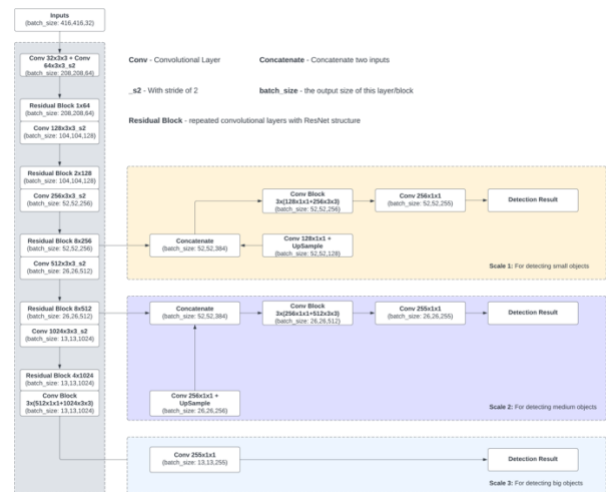 Inputs
(batch_size: 416,416,32)
Conv 32x3x3 + Conv
64x3x3_s2
(batch_size: 208,208,64)
Residual Block 1x64
(batch_size: 208,208,64)
Conv 128x3x3_s2
(batch_size: 104,104,128)
Residual Block 2x128
(batch_size: 104,104,128)
Conv 256x3x3_s2
(batch_size: 52,52,256)
Residual Block 8x256
(batch_size: 52,52,256)
Conv 512x3x3_s2
(batch_size: 26,26,512)
Residual Block 8x512
(batch_size: 26,26,512)
Conv 1024x3x3_s2
(batch_size: 13,13,1024)
Residual Block 4x1024
(batch_size: 13,13,1024)
Conv Block
3x(512x1x1+1024x3x3)
(batch_size: 13,13,1024)
Conv - Convolutional Layer
Concatenate - Concatenate two inputs
_s2 - With stride of 2
batch_size - the output size of this layer/block
Residual Block - repeated convolutional layers with ResNet structure
Conv Block
3x(128x1x1+256x3x3)
(batch_size: 52,52,256)
Conv 256x1x1
(batch_size: 52,52,255)
Detection Result
Concatenate
(batch_size: 52,52,384)
Conv 128x1x1 +
UpSample
(batch_size: 52,52,128)
Scale 1: For detecting small objects
Concatenate
(batch_size: 52,52,384)
Conv Block
3x(256x1x1+512x3x3)
(batch_size: 26,26,512)
Conv 255x1x1
(batch_size: 26,26,255)
Detection Result
Conv 256x1x1 +
UpSample
(batch_size: 26,26,256)
Scale 2: For detecting medium objects
Conv 255x1x1
(batch_size: 13,13,255)
Detection Result
Scale 3: For detecting big objects